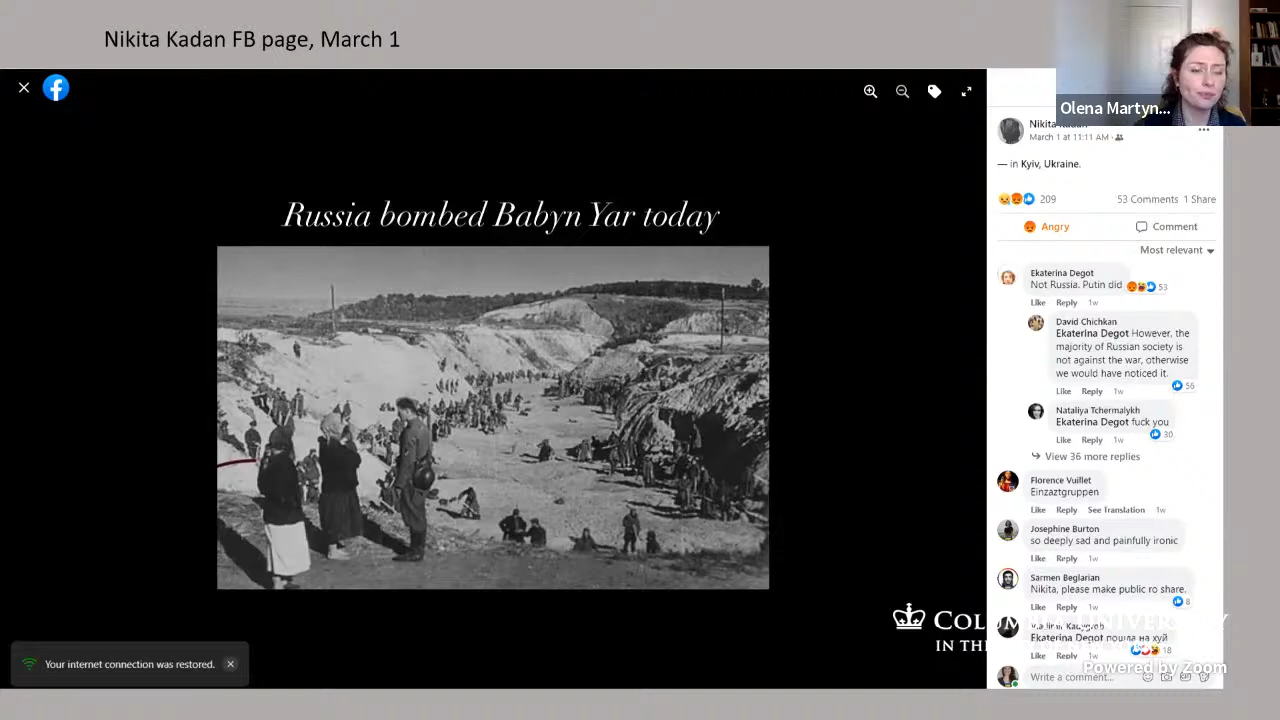 Nikita Kadan FB page, March 1
Olena Martyn...
Russia bombed Babyn Yar today
Nikita Kadan
March 1 at 11:11 AM ·
— in Kyiv, Ukraine.
209
53 Comments 1 Share
Angry
Comment
Most relevant
Ekaterina Degot
Not Russia. Putin did
53
Like Reply 1w
David Chichkan
Ekaterina Degot However, the
majority of Russian society is
not against the war, otherwise
we would have noticed it.
56
Like Reply 1w
Nataliya Tchermalykh
Ekaterina Degot fuck you
30
Like Reply 1w
View 36 more replies
Florence Vuillet
Einzaztgruppen
Like Reply See Translation 1w
Josephine Burton
so deeply sad and painfully ironic
Like Reply 1w
Sarmen Beglarian
Nikita, please make public ro share.
8
Like Reply 1w
Ekaterina Degot пошла на хуй
18
Like Reply 1w
Write a comment...
IN THE
Powered by Zoom
Your internet connection was restored.